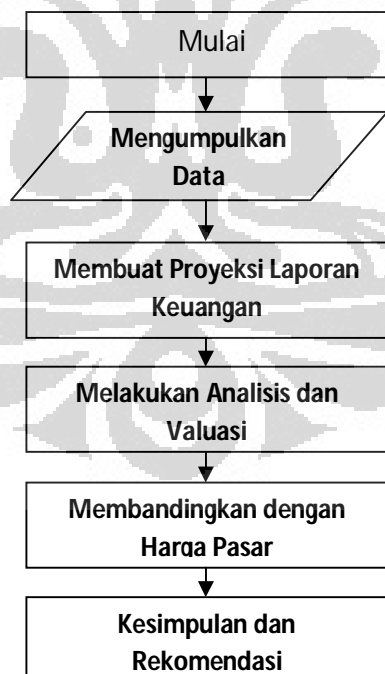 Mulai
Mengumpulkan
Data
Membuat Proyeksi Laporan
Keuangan
Melakukan Analisis dan
Valuasi
Membandingkan dengan
Harga Pasar
Kesimpulan dan
Rekomendasi